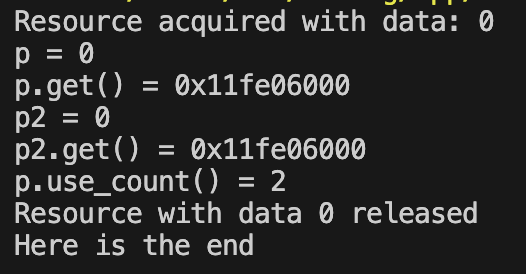 Resource acquired with data: 0
p = 0
p.get() = 0x11fe06000
p2 = 0
p2.get() = 0x11fe06000
p.use_count() = 2
Resource with data 0 released
Here is the end